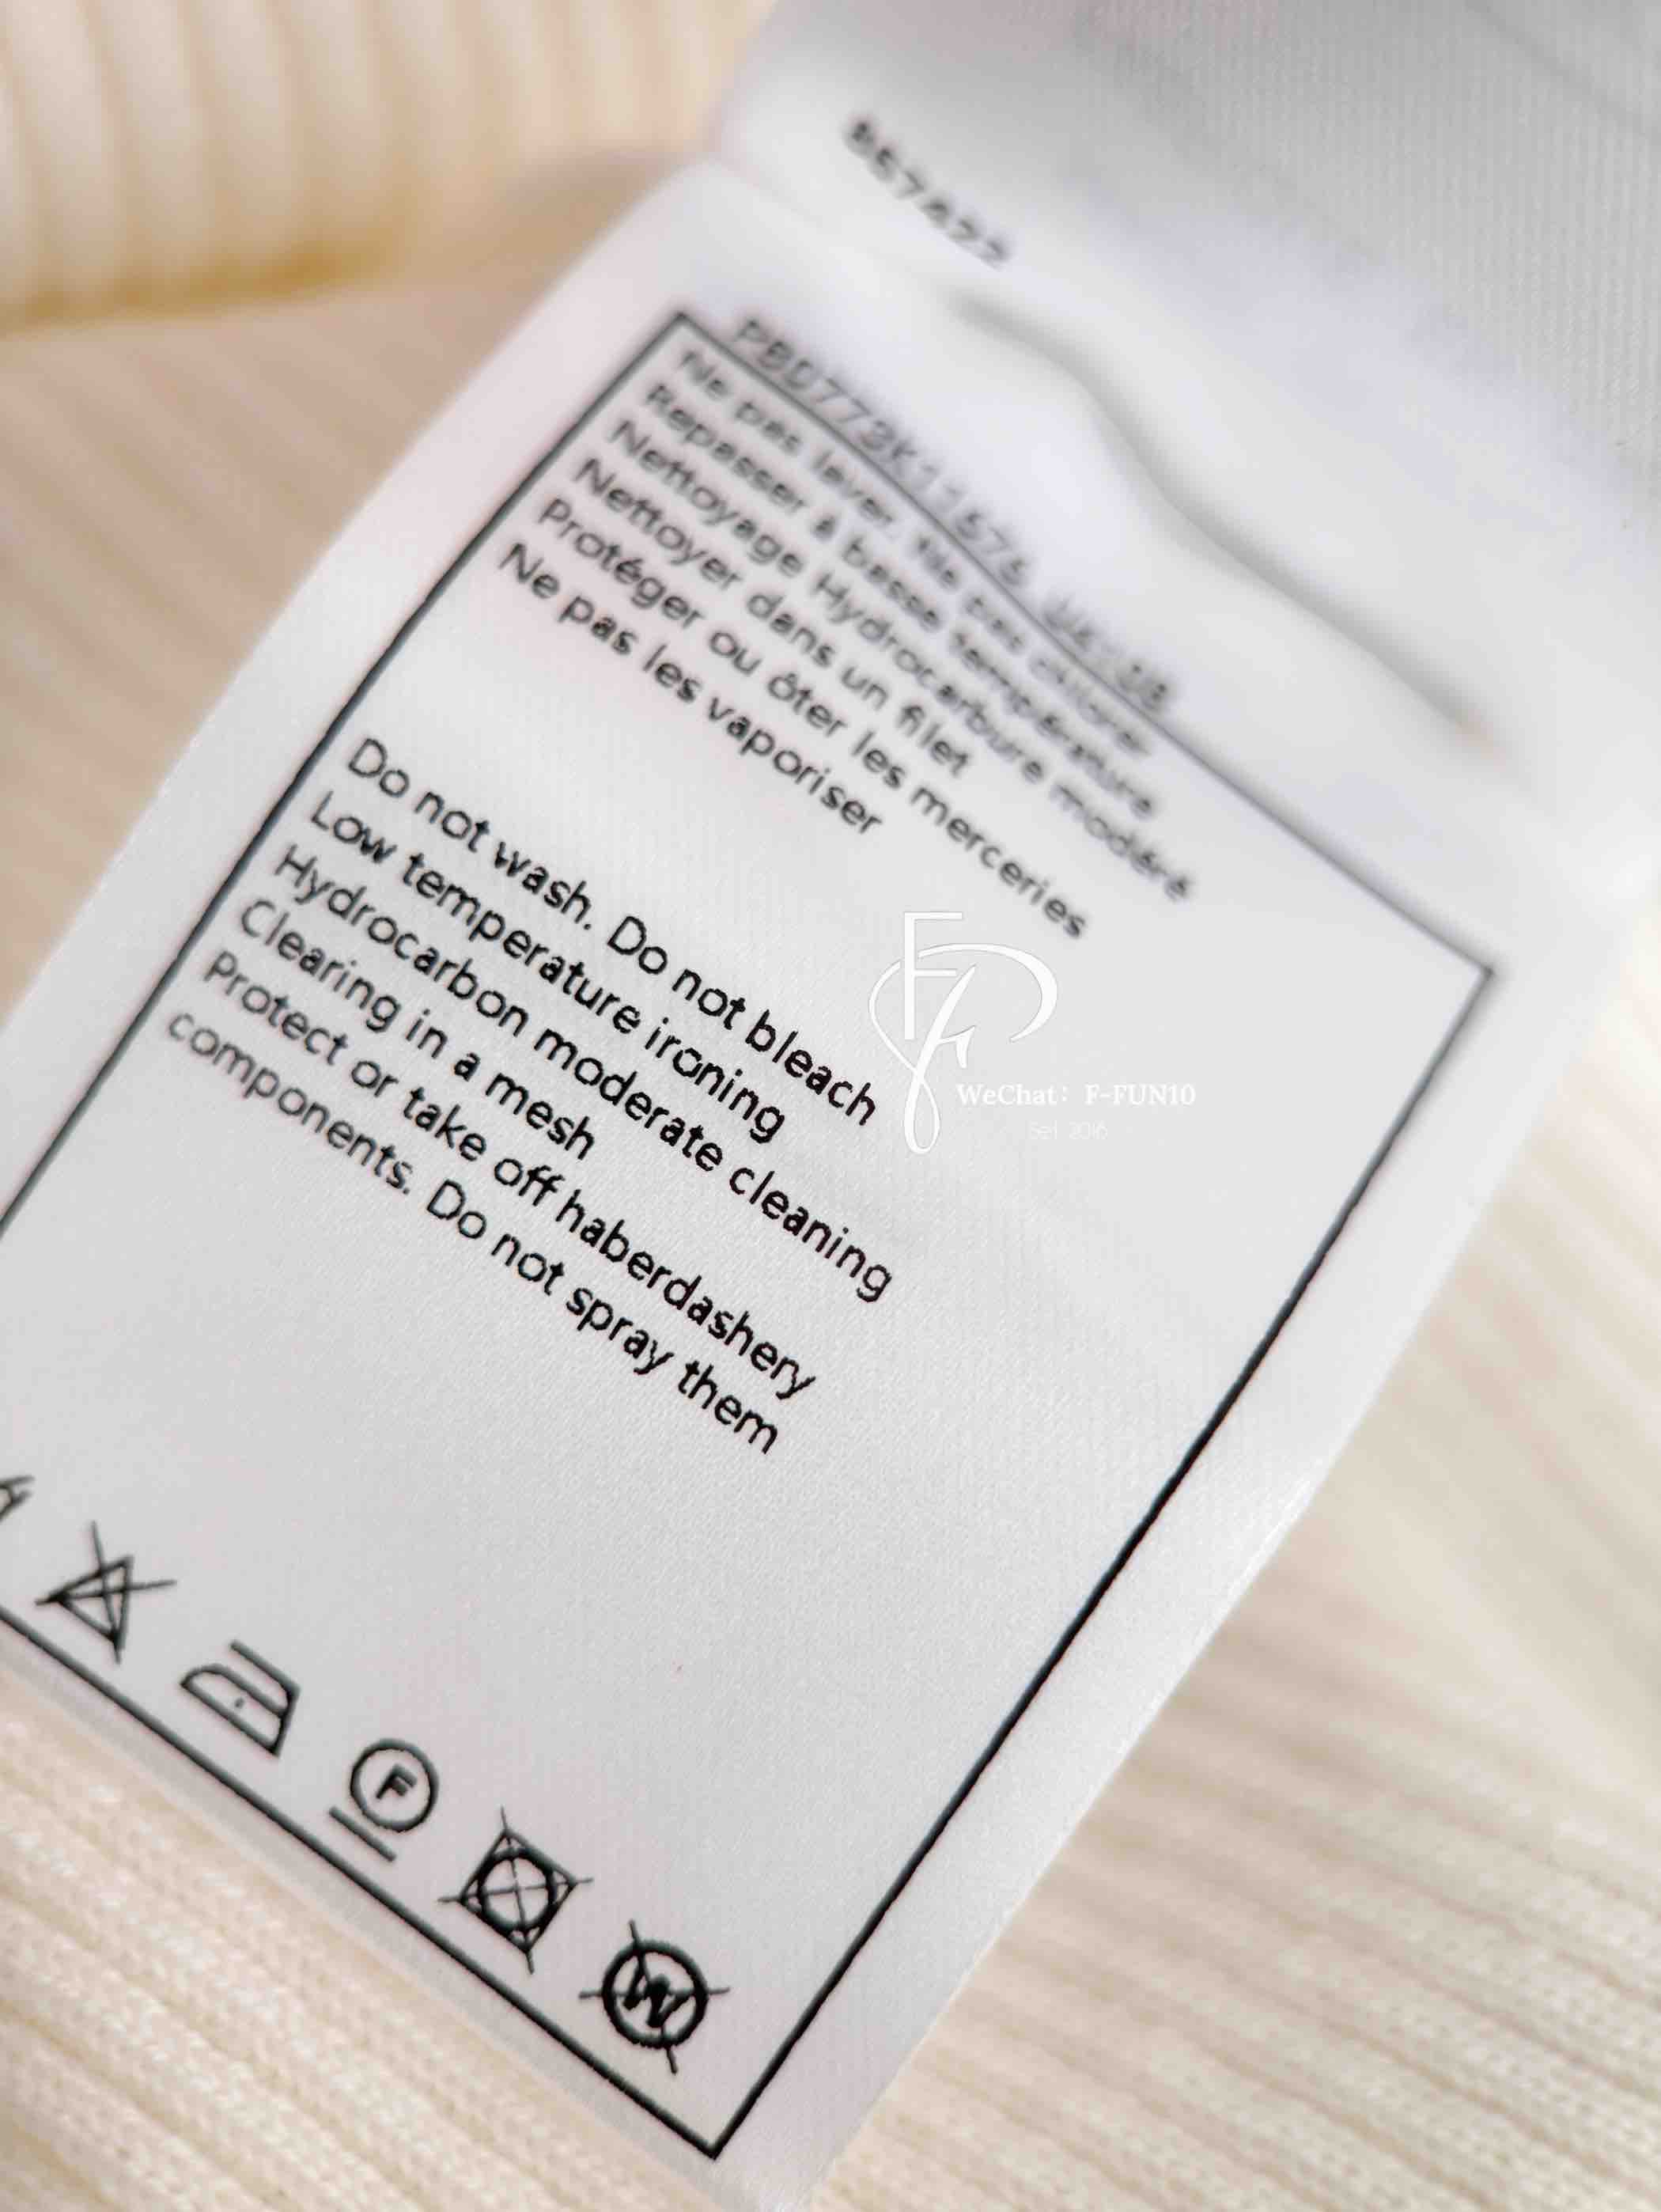 Ne pas laver. Ne pas chlorer
Repasser à basse température
Nettoyage Hydrocarbure modéré
Nettoyer dans un filet
Protéger ou ôter les merceries
Ne pas les vaporiser
Do not wash. Do not bleach
Low temperature ironing
Hydrocarbon moderate cleaning
Clearing in a mesh
Protect or take off haberdashery
components. Do not spray them
F
W
WeChat: F-FUN10